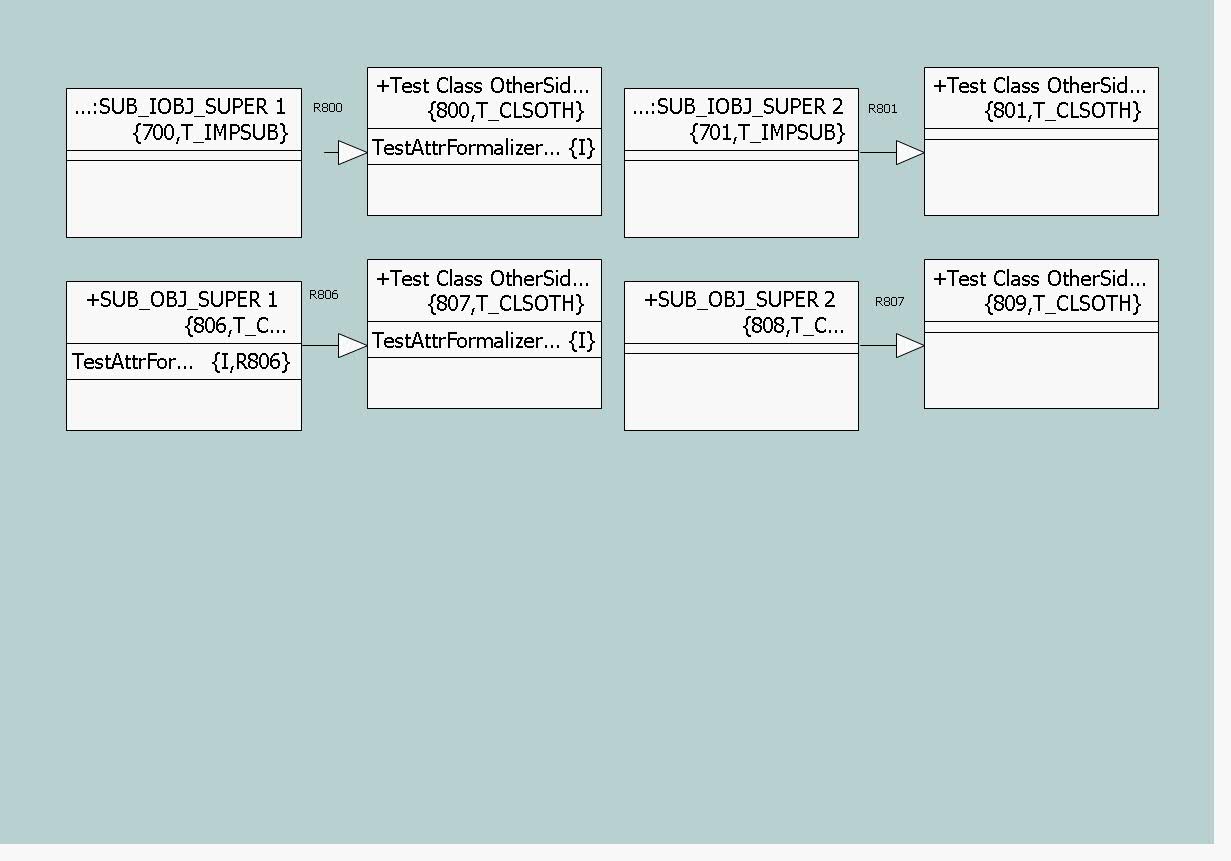 ...:SUB_IOBJ_SUPER 1
{700,T_IMPSUB}
R800
+Test Class OtherSid...
{800,T_CLSOTH}
TestAttrFormalizer... {I}
...:SUB_IOBJ_SUPER 2
{701,T_IMPSUB}
R801
+Test Class OtherSid...
{801,T_CLSOTH}
+SUB_OBJ_SUPER 1
{806,T_C...
TestAttrFor... {I,R806}
R806
+Test Class OtherSid...
{807,T_CLSOTH}
TestAttrFormalizer... {I}
+SUB_OBJ_SUPER 2
{808,T_C...
R807
+Test Class OtherSid...
{809,T_CLSOTH}